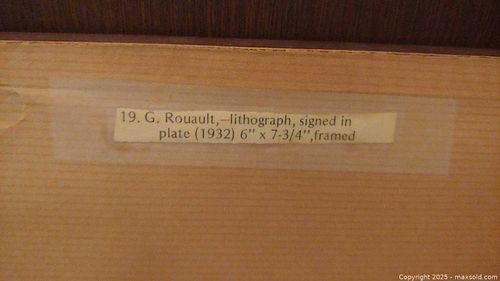 19. G. Rouault,—lithograph, signed in
plate (1932) 6" x 7-3/4",framed
Copyright 2025 - maxsold.com